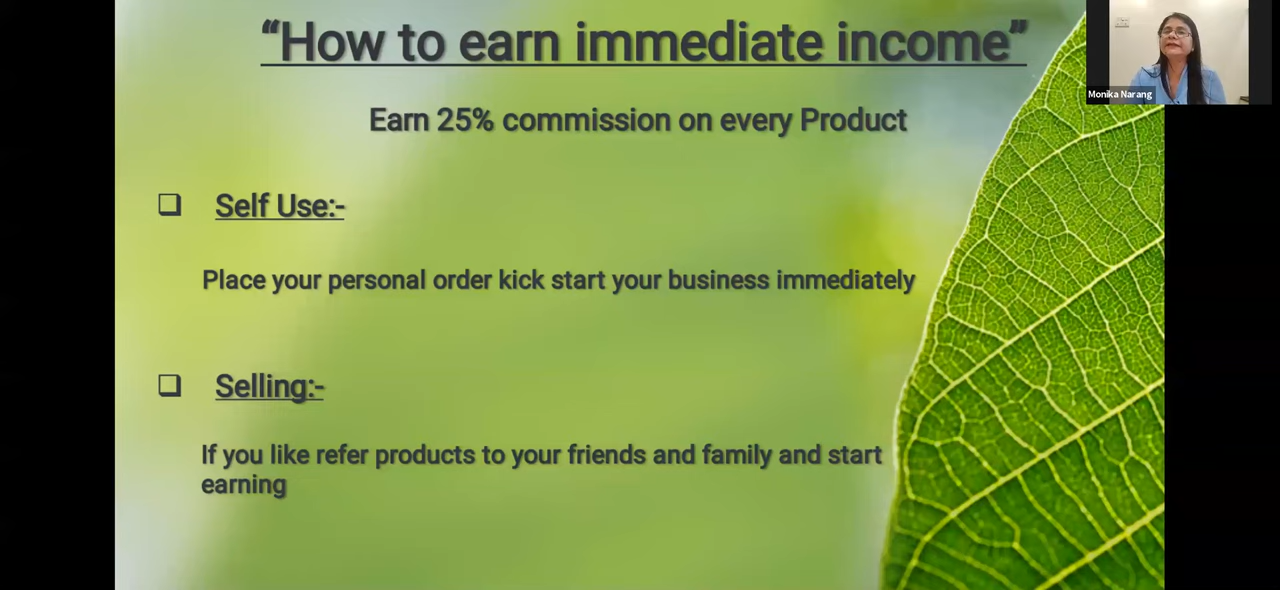 “How to earn immediate income”
Monika Narang
Earn 25% commission on every Product
❑ Self Use:-
Place your personal order kick start your business immediately
❑ Selling:-
If you like refer products to your friends and family and start
earning